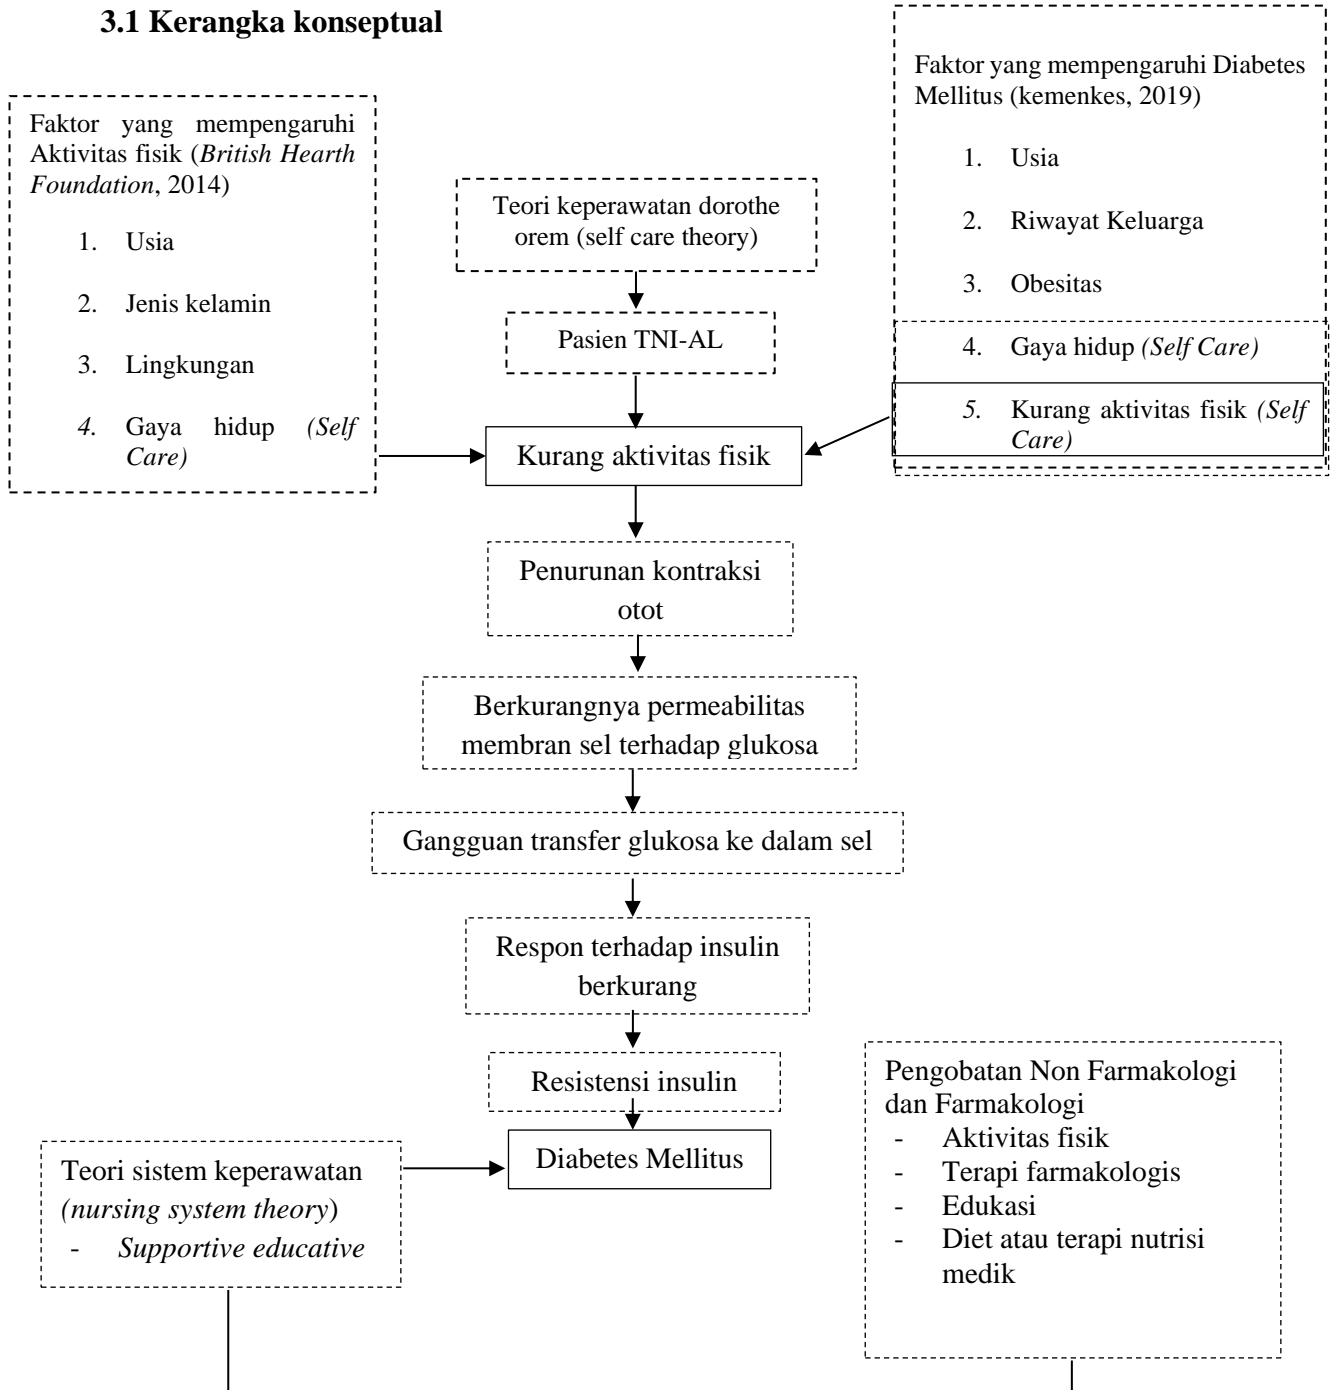 3.1 Kerangka konseptual
Faktor yang mempengaruhi
Aktivitas fisik (British Hearth
Foundation, 2014)
1. Usia
2. Jenis kelamin
3. Lingkungan
4. Gaya hidup (Self
Care)
Teori keperawatan dorothe
orem (self care theory)
Pasien TNI-AL
Faktor yang mempengaruhi Diabetes
Mellitus (kemenkes, 2019)
1. Usia
2. Riwayat Keluarga
3. Obesitas
4. Gaya hidup (Self Care)
5. Kurang aktivitas fisik (Self
Care)
Kurang aktivitas fisik
Penurunan kontraksi
otot
Berkurangnya permeabilitas
membran sel terhadap glukosa
Gangguan transfer glukosa ke dalam sel
Respon terhadap insulin
berkurang
Resistensi insulin
Diabetes Mellitus
Teori sistem keperawatan
(nursing system theory)
- Supportive educative
Pengobatan Non Farmakologi
dan Farmakologi
- Aktivitas fisik
- Terapi farmakologis
- Edukasi
- Diet atau terapi nutrisi
medik